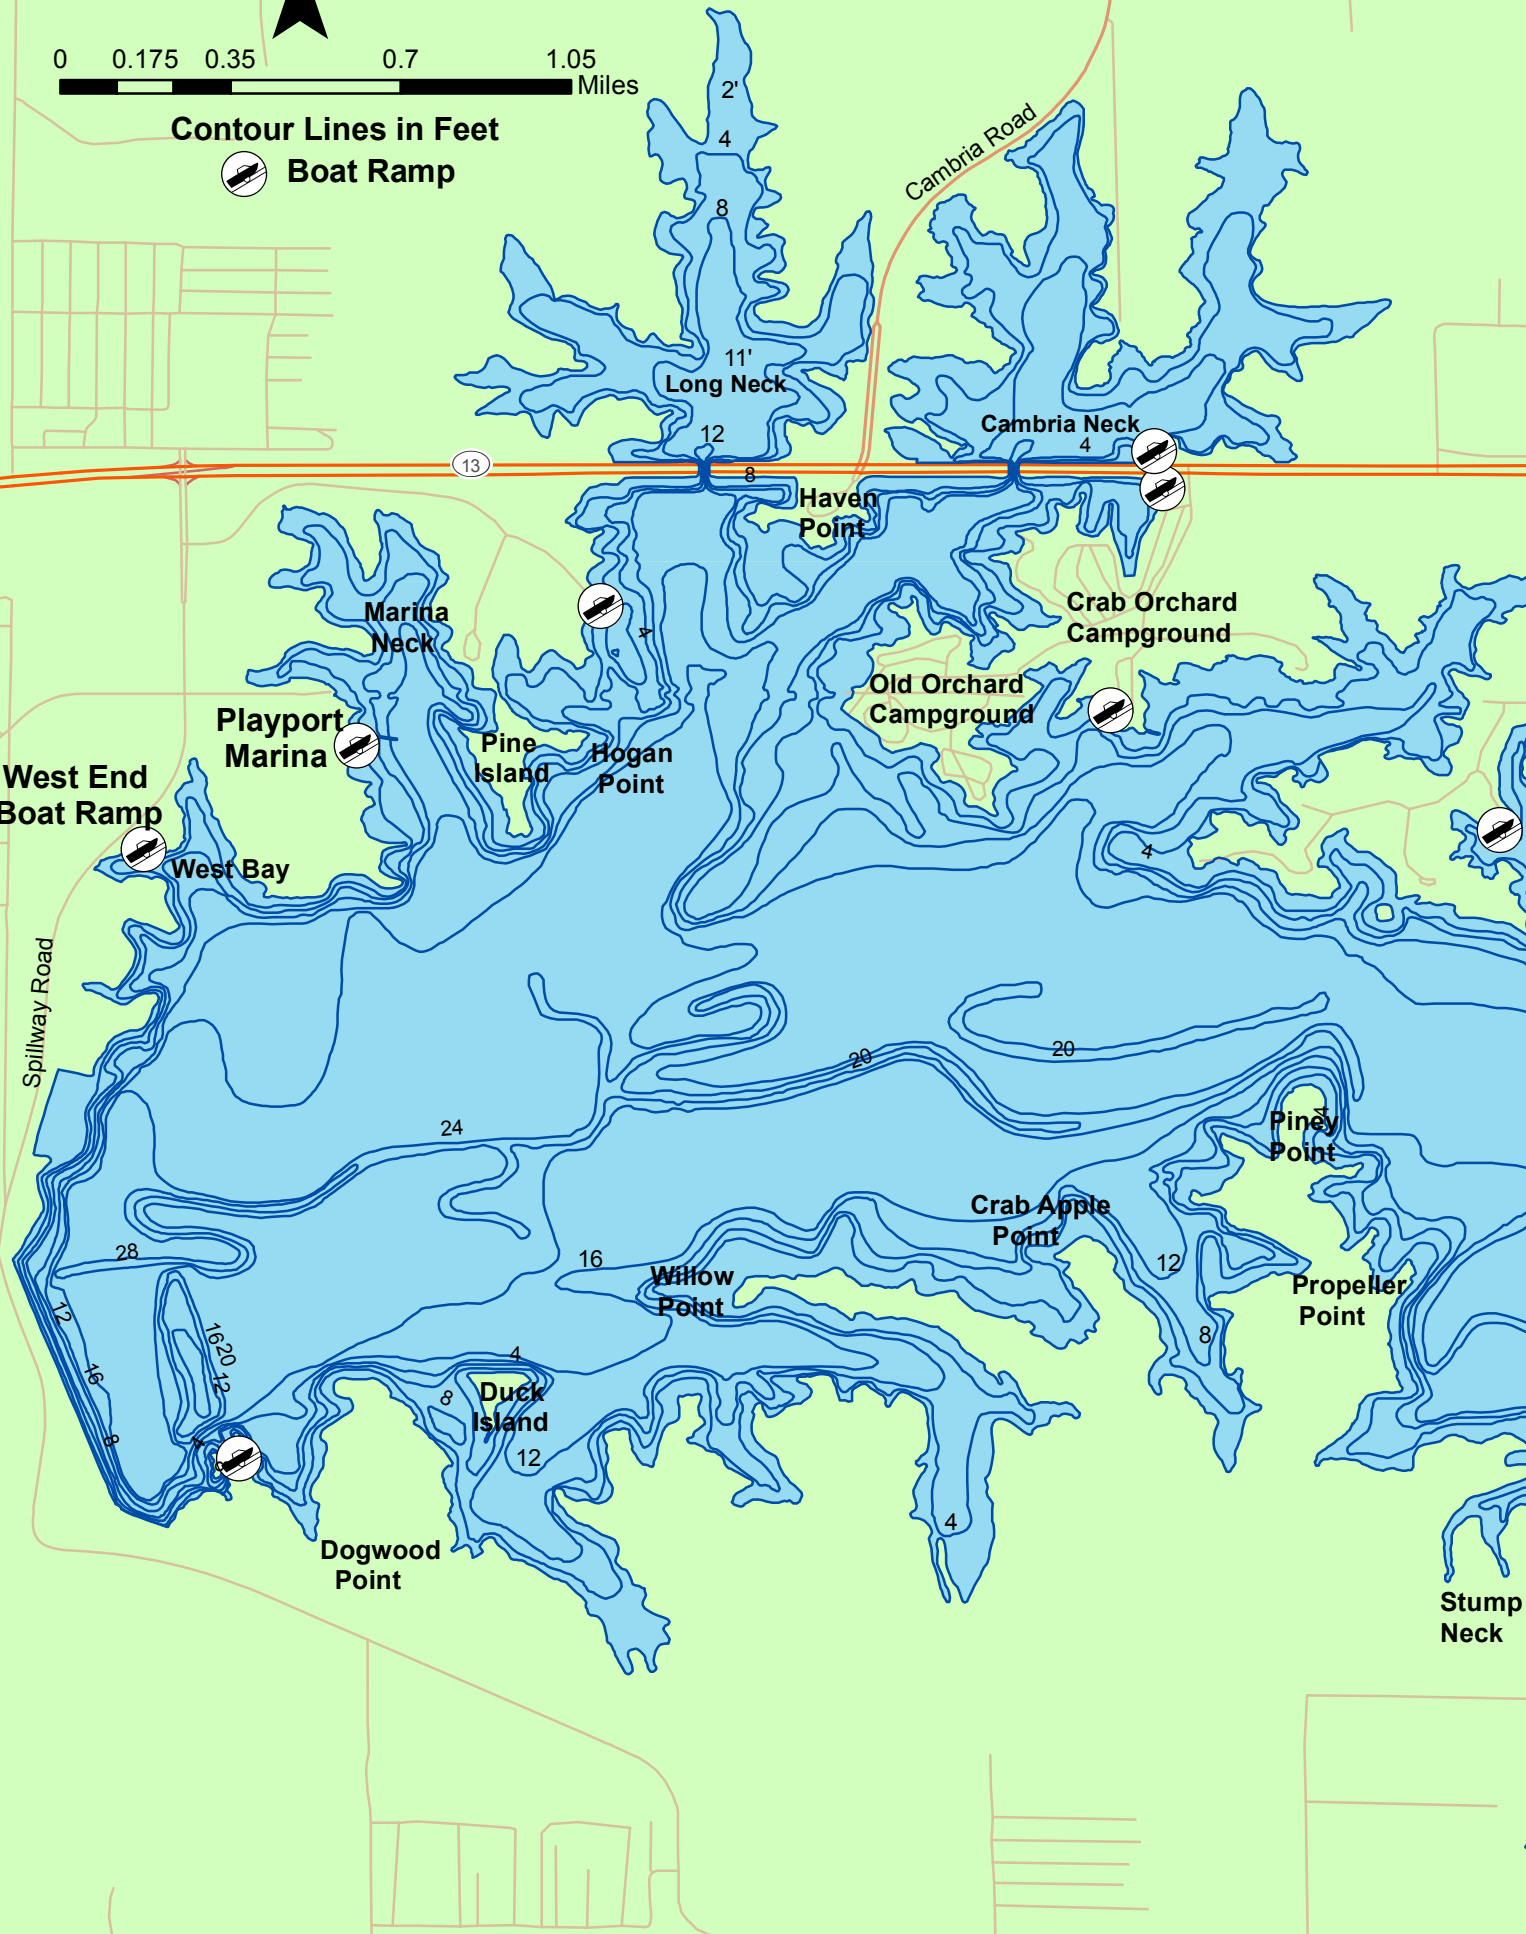 0 0.175 0.35 0.7 1.05
Miles
Contour Lines in Feet
Boat Ramp
2'
4
8
Cambria Road
11'
Long Neck
12
Cambria Neck
4
13
8
Haven
Point
Marina
Neck
4
Crab Orchard
Campground
Old Orchard
Campground
Playport
Marina
Pine
Island
Hogan
Point
West End
Boat Ramp
West Bay
4
Spillway Road
20
20
24
Piney
Point
4
Crab Apple
Point
28
16
12
Willow
Point
Propeller
Point
12
16
20
16
12
8
4
8
Duck
Island
12
8
4
8
4
Dogwood
Point
Stump
Neck